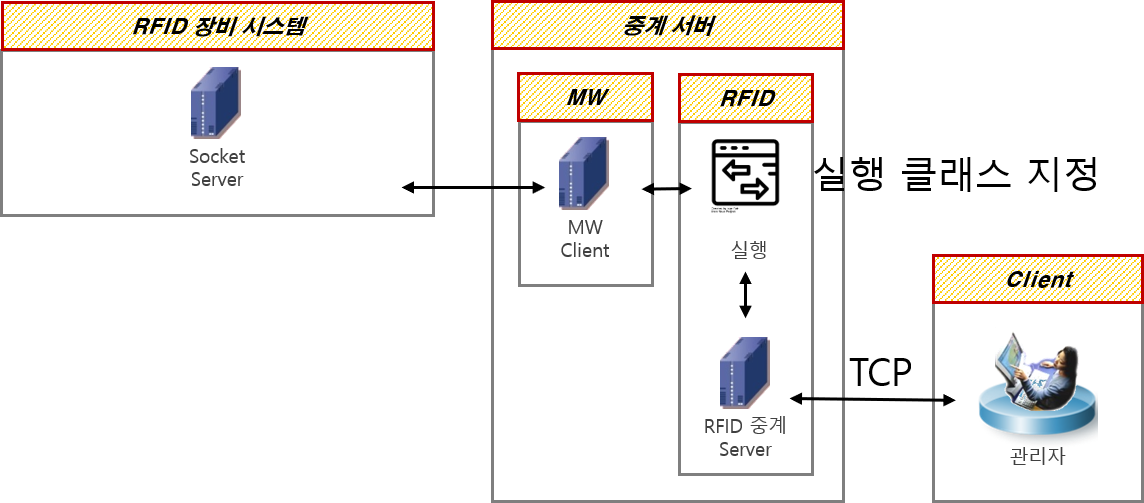 RFID 장비 시스템
Socket
Server
중계 서버
MW
MW
Client
RFID
실행 클래스 지정
실행
RFID 중계
Server
TCP
Client
관리자